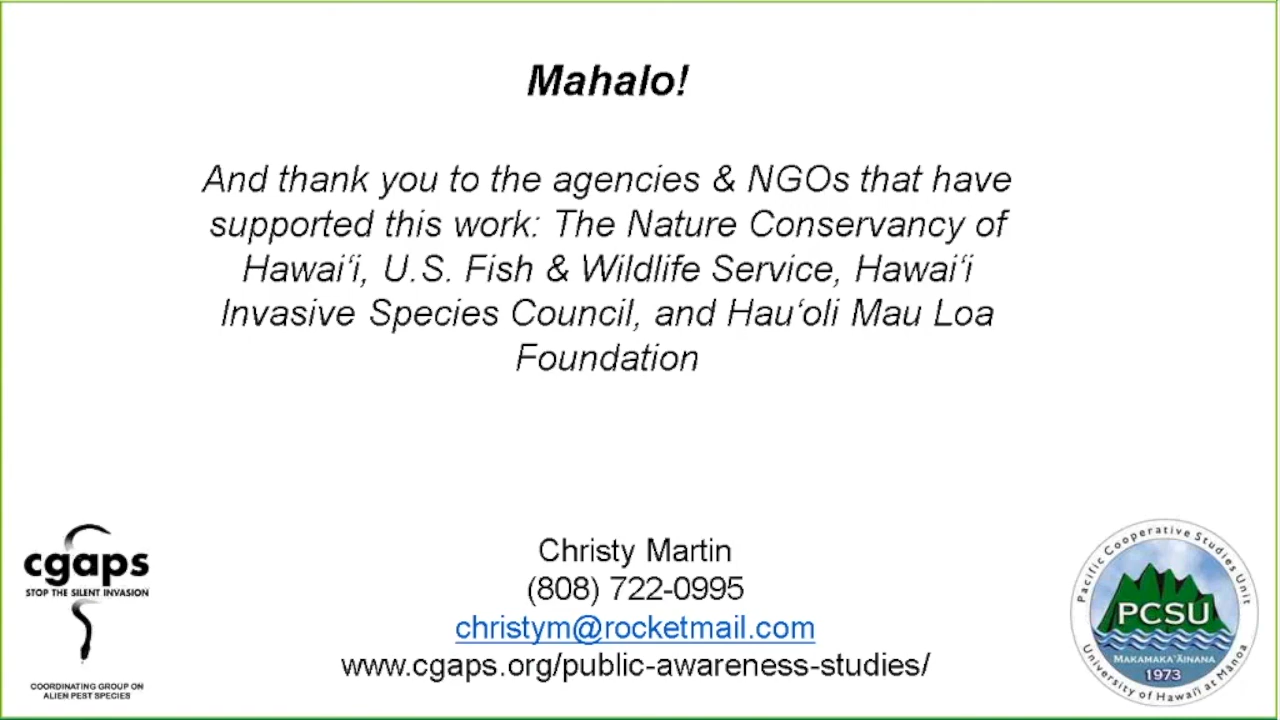 Mahalo!
And thank you to the agencies & NGOs that have
supported this work: The Nature Conservancy of
Hawaiʻi, U.S. Fish & Wildlife Service, Hawaiʻi
Invasive Species Council, and Hauʻoli Mau Loa
Foundation
cgaps
STOP THE SILENT INVASION
COORDINATING GROUP ON
ALIEN PEST SPECIES
Christy Martin
(808) 722-0995
christym@rocketmail.com
www.cgaps.org/public-awareness-studies/
Pacific Cooperative Studies Unit
PCSU
MAKAMAKAʻĀINANA
1973
University of Hawaiʻi at Mānoa